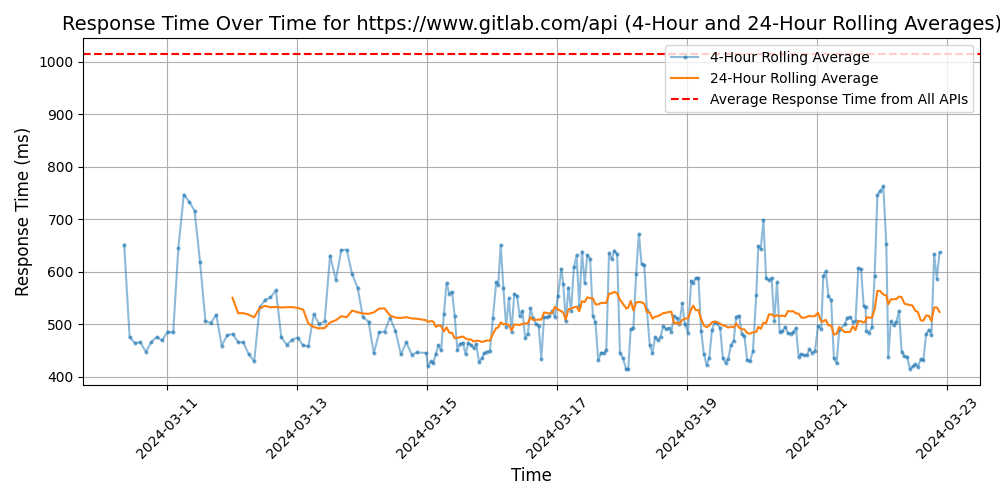 Response Time Over Time for https://www.gitlab.com/api (4-Hour and 24-Hour Rolling Averages)
4-Hour Rolling Average
24-Hour Rolling Average
Average Response Time from All APIs
Response Time (ms)
1000
900
800
700
600
500
400
2024-03-11
2024-03-13
2024-03-15
2024-03-17
2024-03-19
2024-03-21
2024-03-23
Time